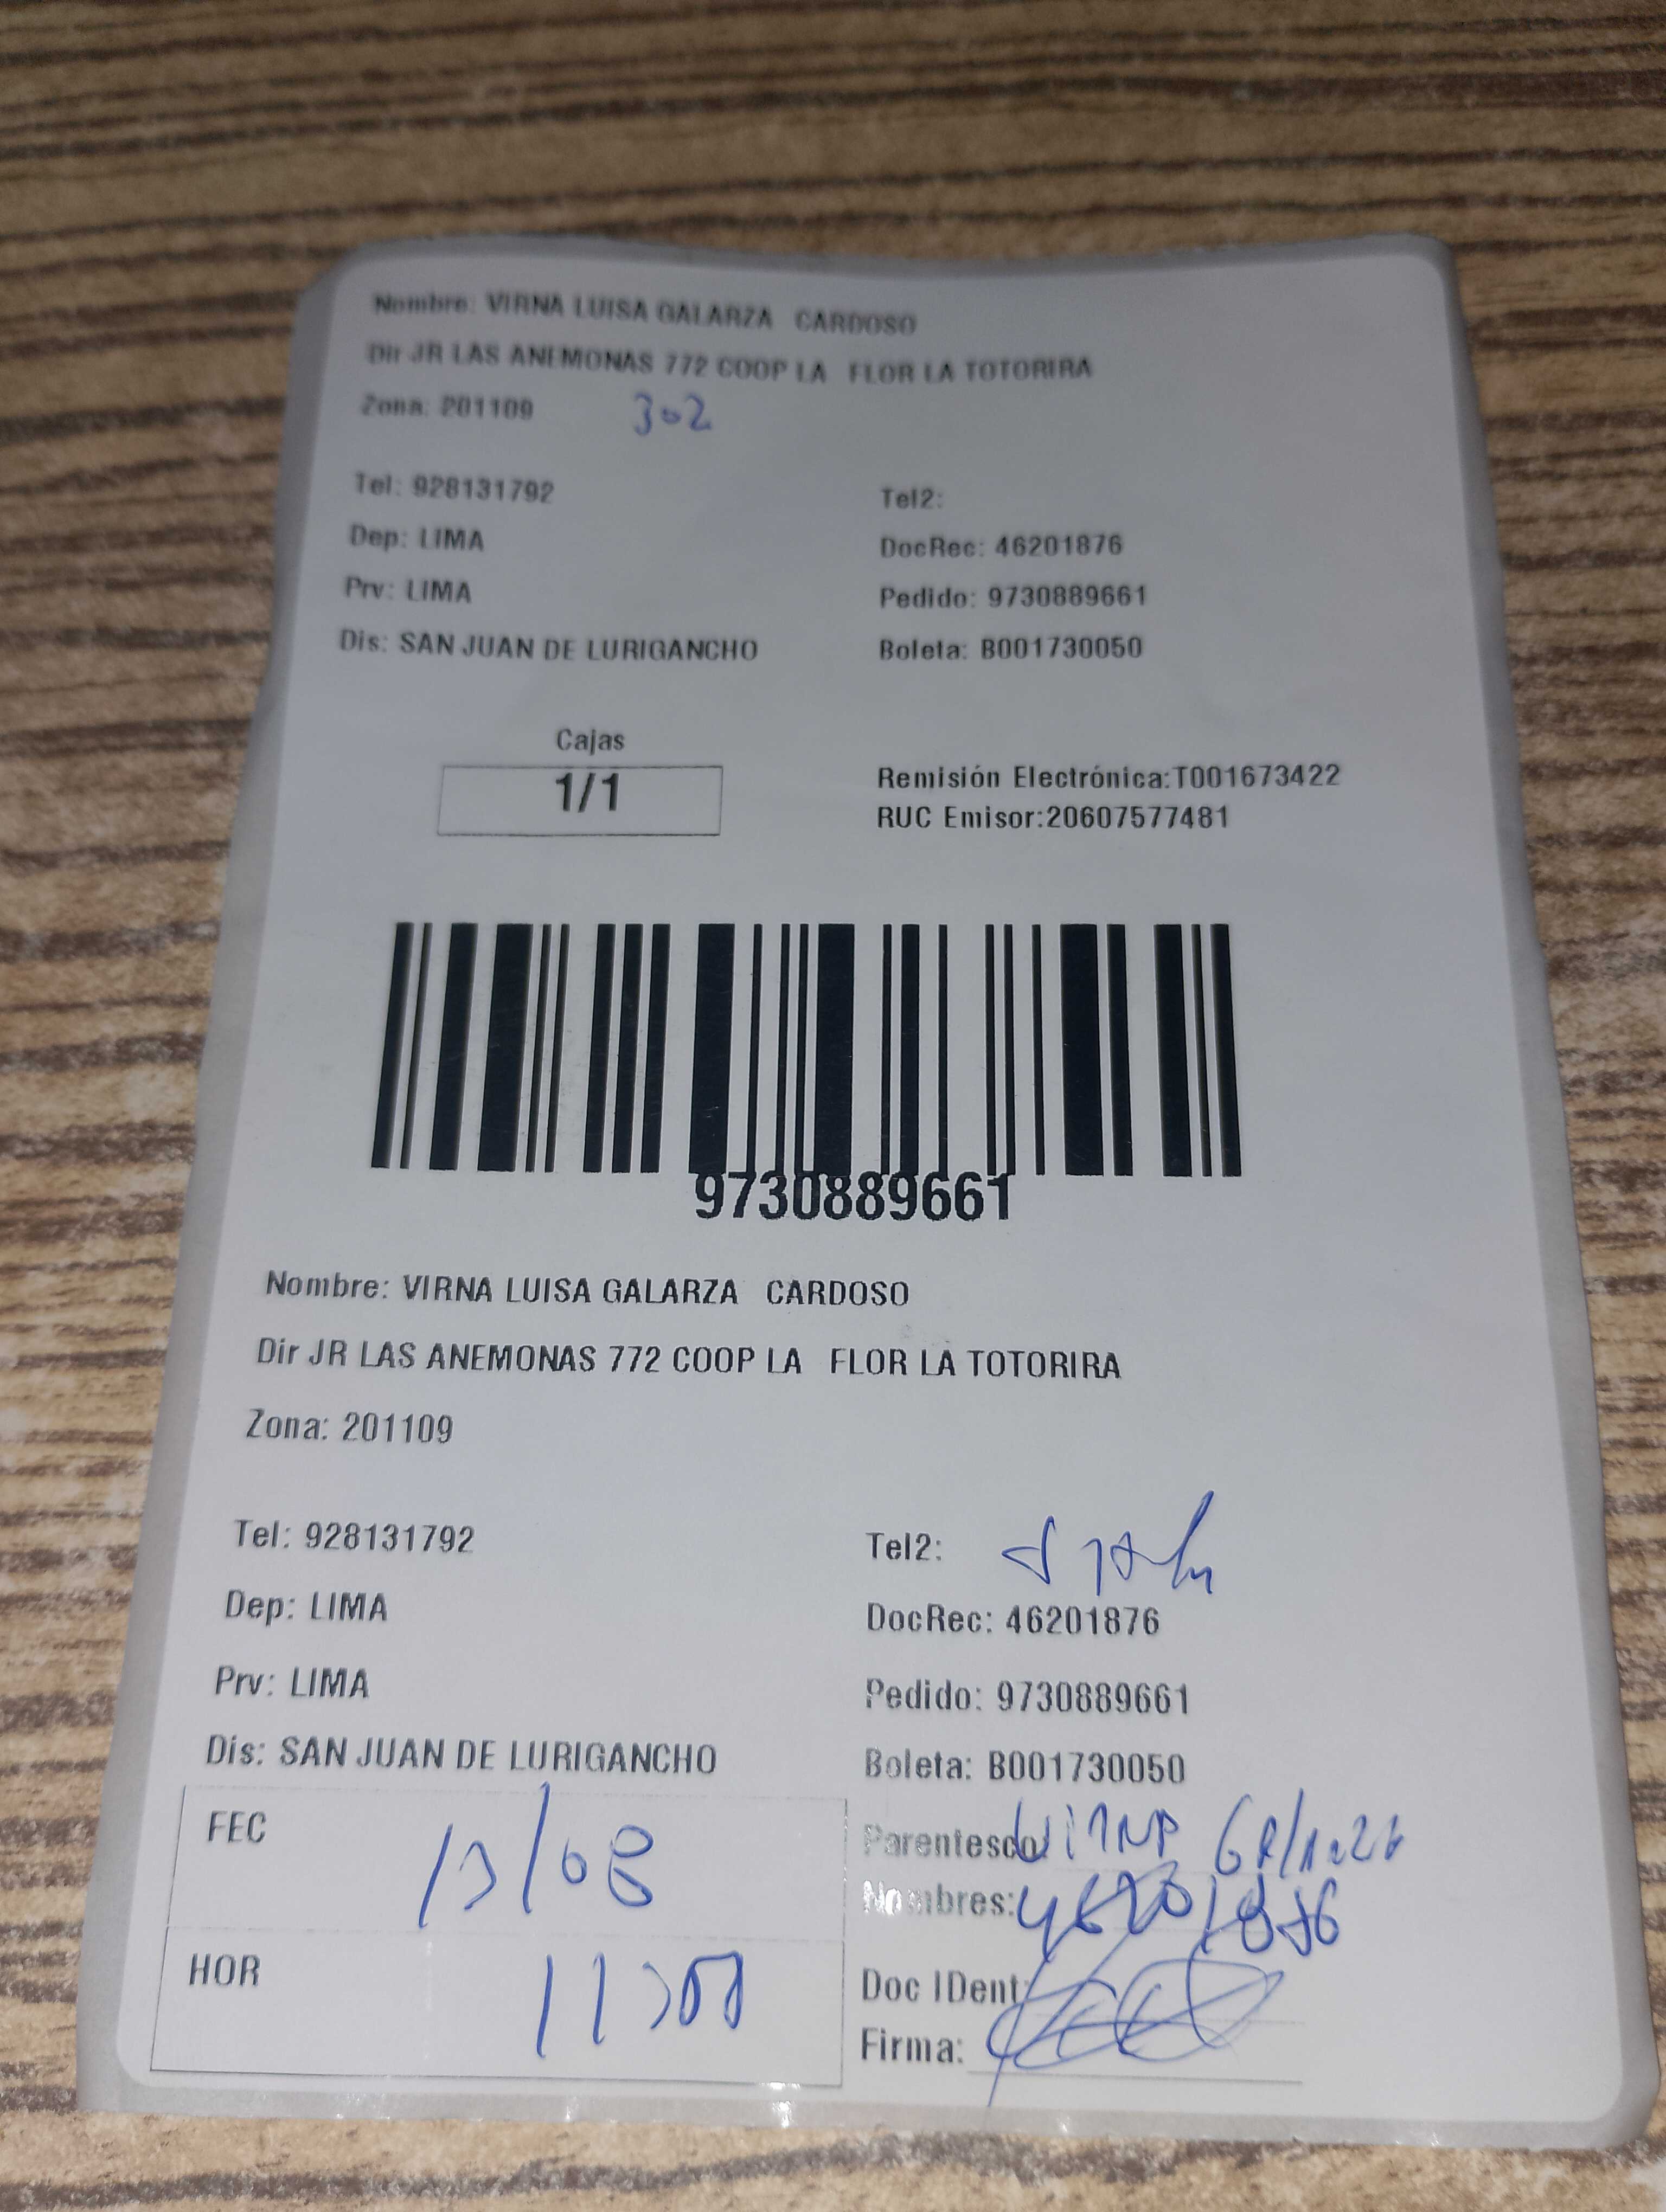 Nombre: VIRNA LUISA GALARZA CARDOSO
Dir JR LAS ANEMONAS 772 COOP LA FLOR LA TOTORIRA
Zona: 201109 302
Tel: 928131792 Tel2:
Dep: LIMA DocRec: 46201876
Prv: LIMA Pedido: 9730889661
Dis: SAN JUAN DE LURIGANCHO Boleta: B001730050
Cajas
1/1
Remisión Electrónica:T001673422
RUC Emisor:20607577481
9730889661
Nombre: VIRNA LUISA GALARZA CARDOSO
Dir JR LAS ANEMONAS 772 COOP LA FLOR LA TOTORIRA
Zona: 201109
Tel: 928131792 Tel2:
Dep: LIMA DocRec: 46201876
Prv: LIMA Pedido: 9730889661
Dis: SAN JUAN DE LURIGANCHO Boleta: B001730050
FEC 13/08
Parentesco:
Nombres: 46201876
HOR
Doc IDent:
Firma: